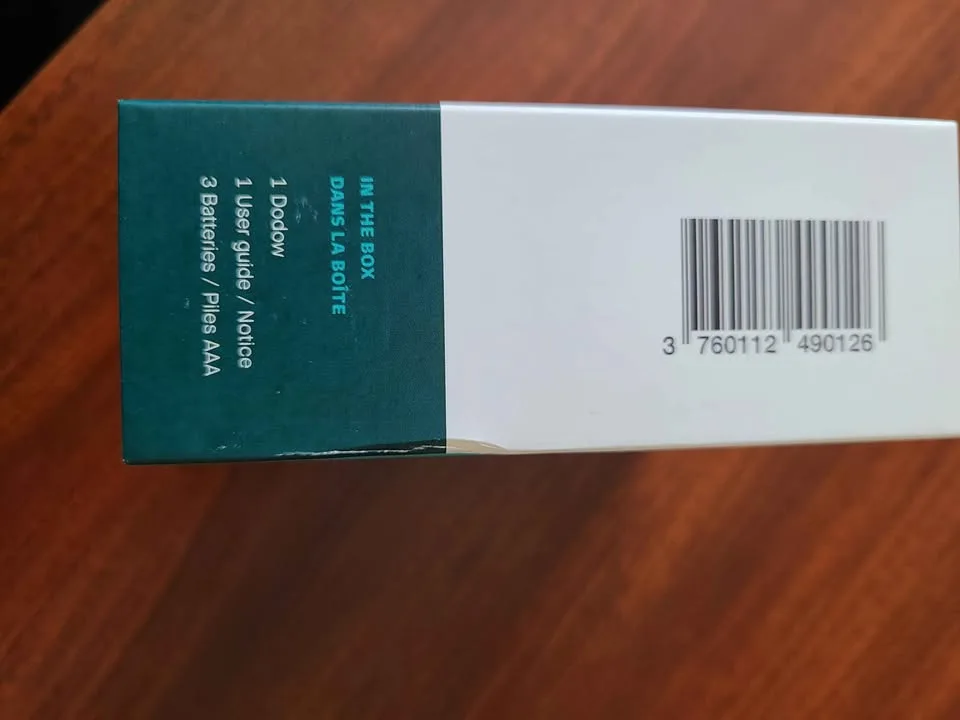 IN THE BOX
DANS LA BOÎTE
1 Dodow
1 User guide / Notice
3 Batteries / Piles AAA
3 760112 490126